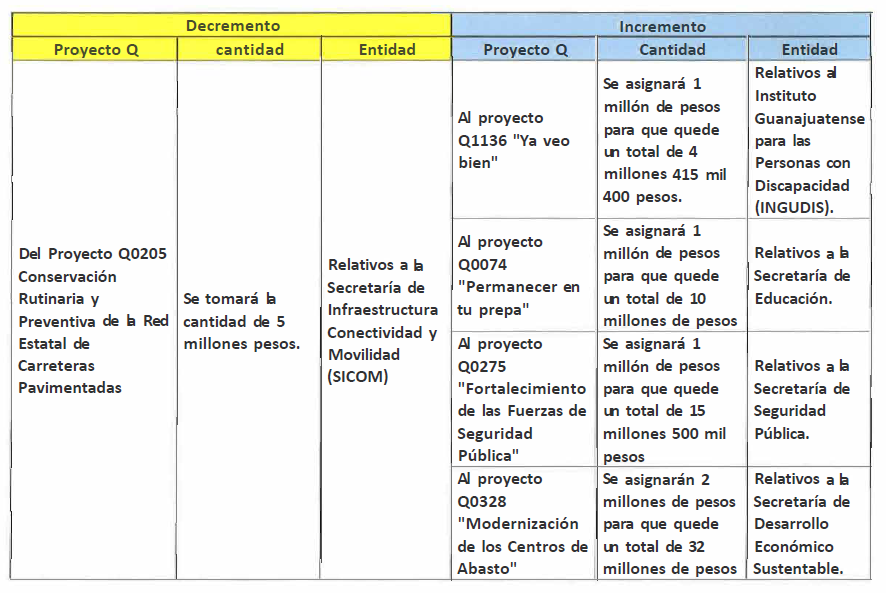 Decremento
Incremento
Proyecto Q
cantidad
Entidad
Proyecto Q
Cantidad
Entidad
Del Proyecto Q0205
Conservación
Rutinaria y
Preventiva de la Red
Estatal de
Carreteras
Pavimentadas
Se tomará la
cantidad de 5
millones pesos.
Relativos a la
Secretaría de
Infraestructura
Conectividad y
Movilidad
(SICOM)
Al proyecto
Q1136 "Ya veo
bien"
Se asignará 1
millón de pesos
para que quede
un total de 4
millones 415 mil
400 pesos.
Relativos al
Instituto
Guanajuatense
para las
Personas con
Discapacidad
(INGUDIS).
Al proyecto
Q0074
"Permanecer en
tu prepa"
Se asignará 1
millón de pesos
para que quede
un total de 10
millones de pesos
Relativos a la
Secretaría de
Educación.
Al proyecto
Q0275
"Fortalecimiento
de las Fuerzas de
Seguridad
Pública"
Se asignará 1
millón de pesos
para que quede
un total de 15
millones 500 mil
pesos
Relativos a la
Secretaría de
Seguridad
Pública.
Al proyecto
Q0328
"Modernización
de los Centros de
Abasto"
Se asignarán 2
millones de pesos
para que quede
un total de 32
millones de pesos
Relativos a la
Secretaría de
Desarrollo
Económico
Sustentable.